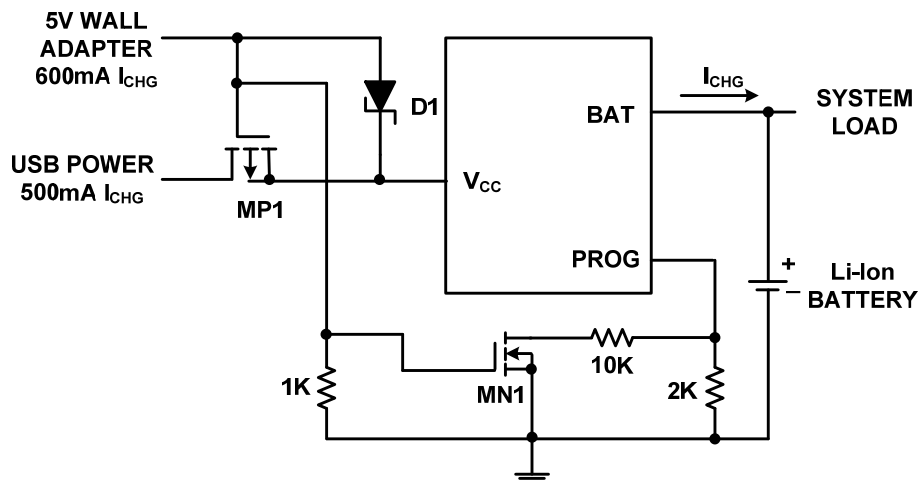 5V WALL
ADAPTER
600mA ICHG
USB POWER
500mA ICHG
MP1
D1
VCC
BAT
PROG
ICHG
SYSTEM
LOAD
+
–
Li-Ion
BATTERY
1K
MN1
10K
2K